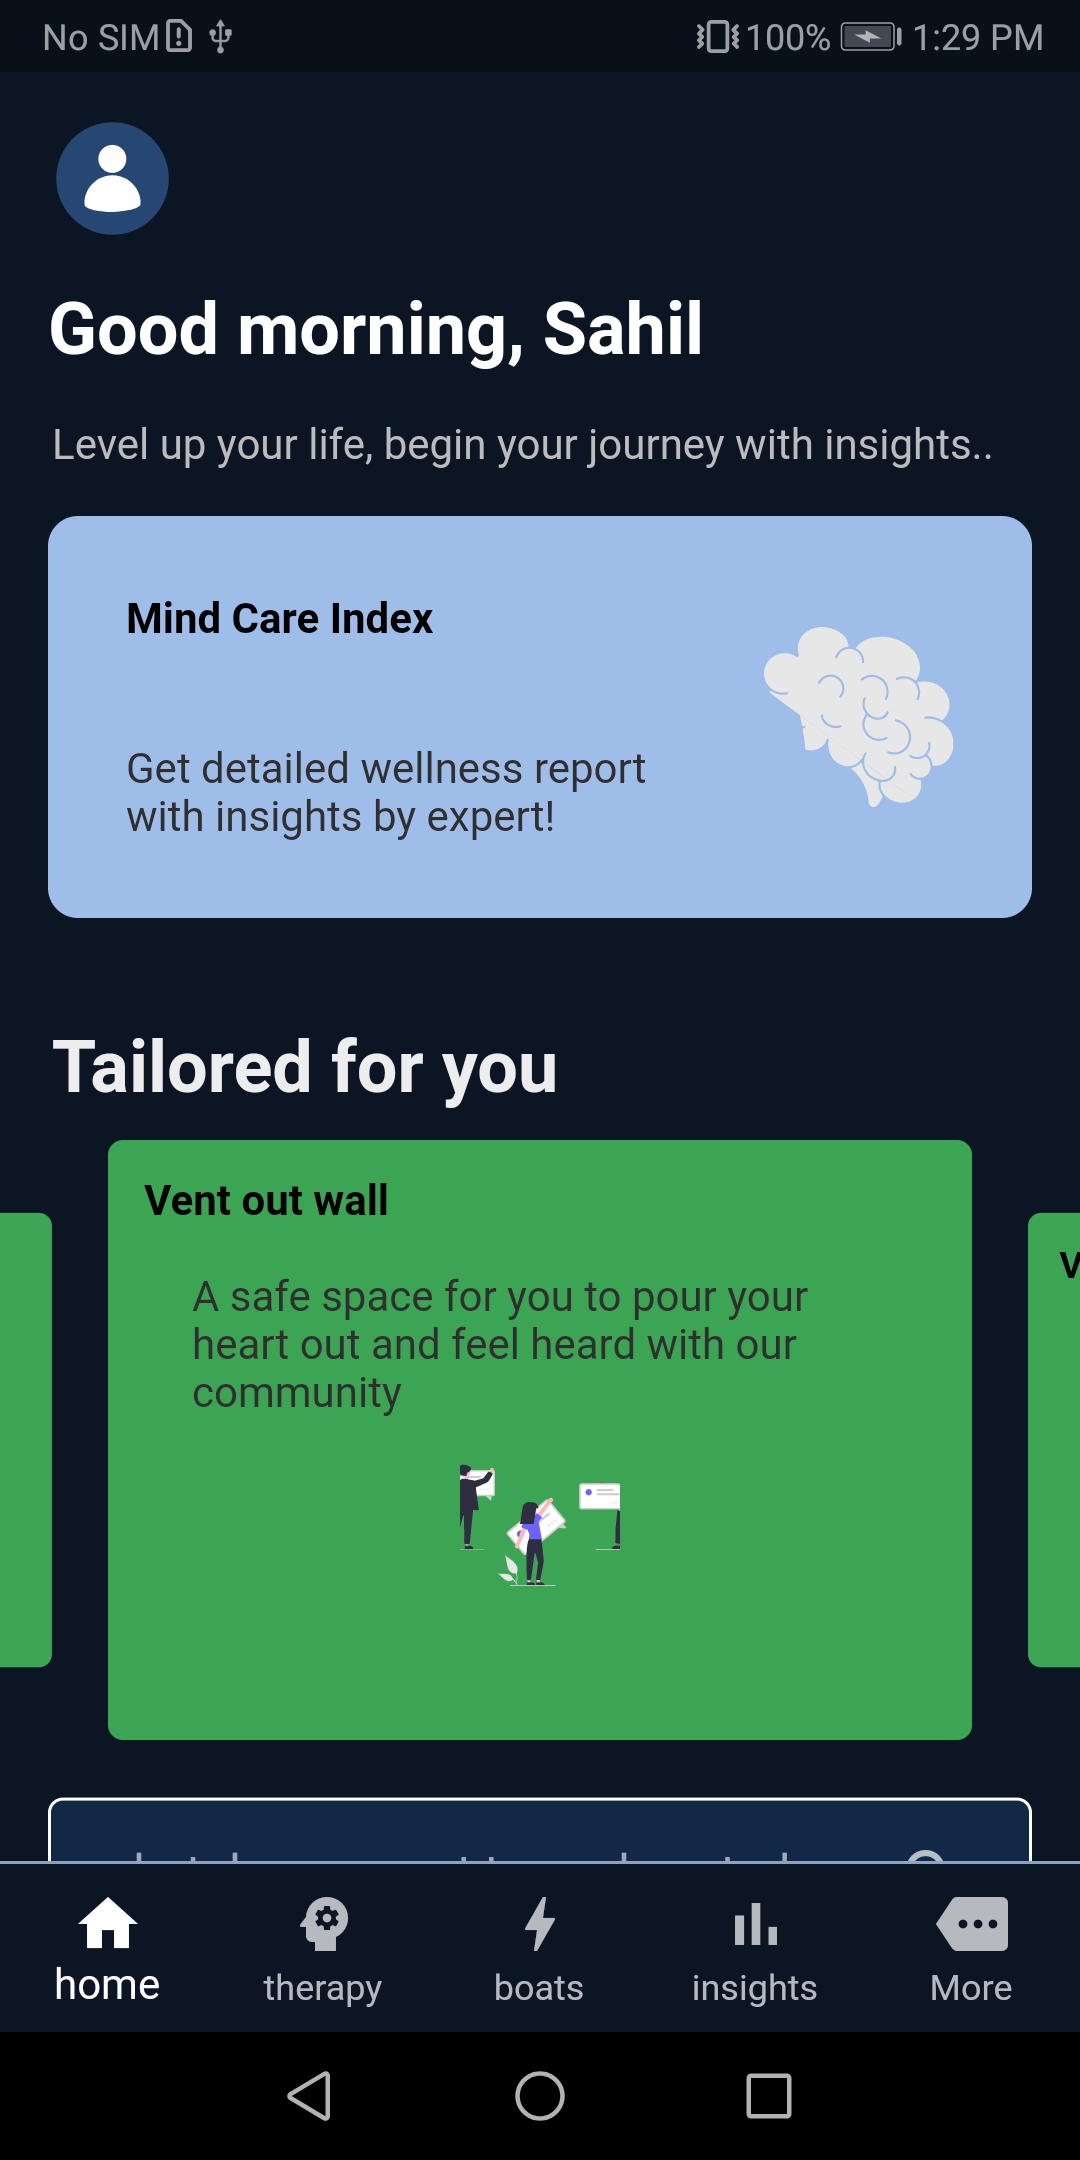 No SIM
100%
1:29 PM
Good morning, Sahil
Level up your life, begin your journey with insights..
Mind Care Index
Get detailed wellness report
with insights by expert!
Tailored for you
Vent out wall
A safe space for you to pour your
heart out and feel heard with our
community
home
therapy
boats
insights
More